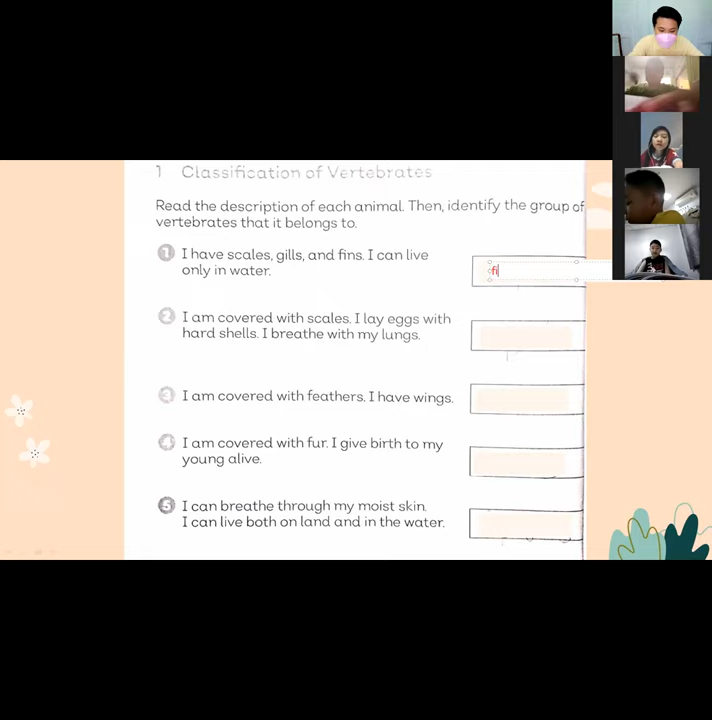 1 Classification of Vertebrates
Read the description of each animal. Then, identify the group of
vertebrates that it belongs to.
1 I have scales, gills, and fins. I can live
only in water.
fi
2 I am covered with scales. I lay eggs with
hard shells. I breathe with my lungs.
3 I am covered with feathers. I have wings.
4 I am covered with fur. I give birth to my
young alive.
5 I can breathe through my moist skin.
I can live both on land and in the water.